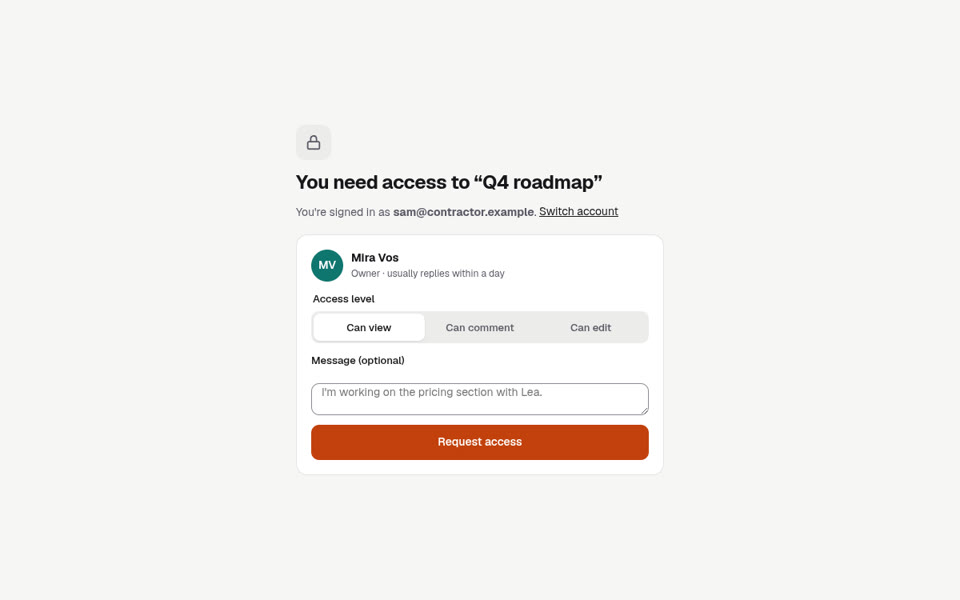 You need access to “Q4 roadmap”
You're signed in as sam@contractor.example. Switch account
MV
Mira Vos
Owner · usually replies within a day
Access level
Can view
Can comment
Can edit
Message (optional)
I'm working on the pricing section with Lea.
Request access